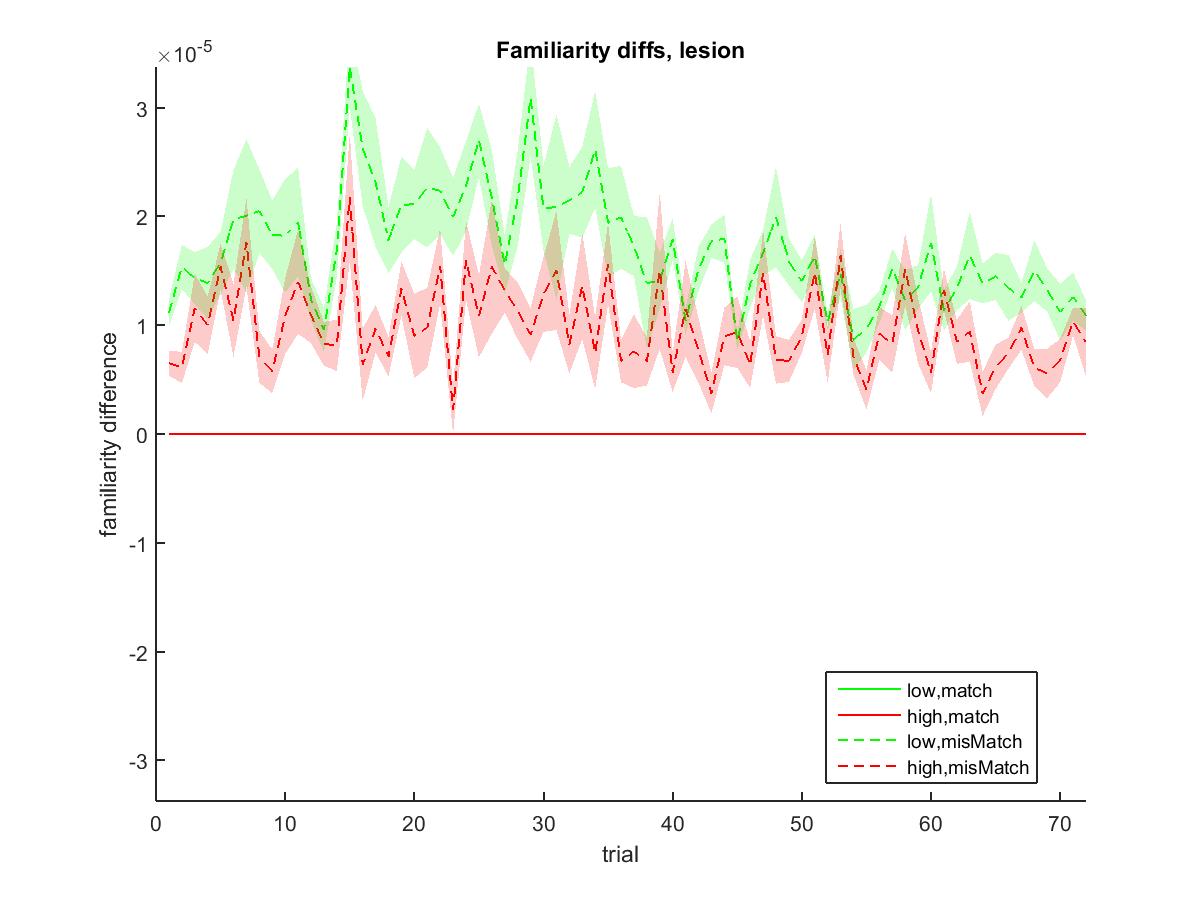 Familiarity diffs, lesion
×10-5
3
2
1
0
-1
-2
-3
familiarity difference
0 10 20 30 40 50 60 70
trial
low,match
high,match
low,misMatch
high,misMatch